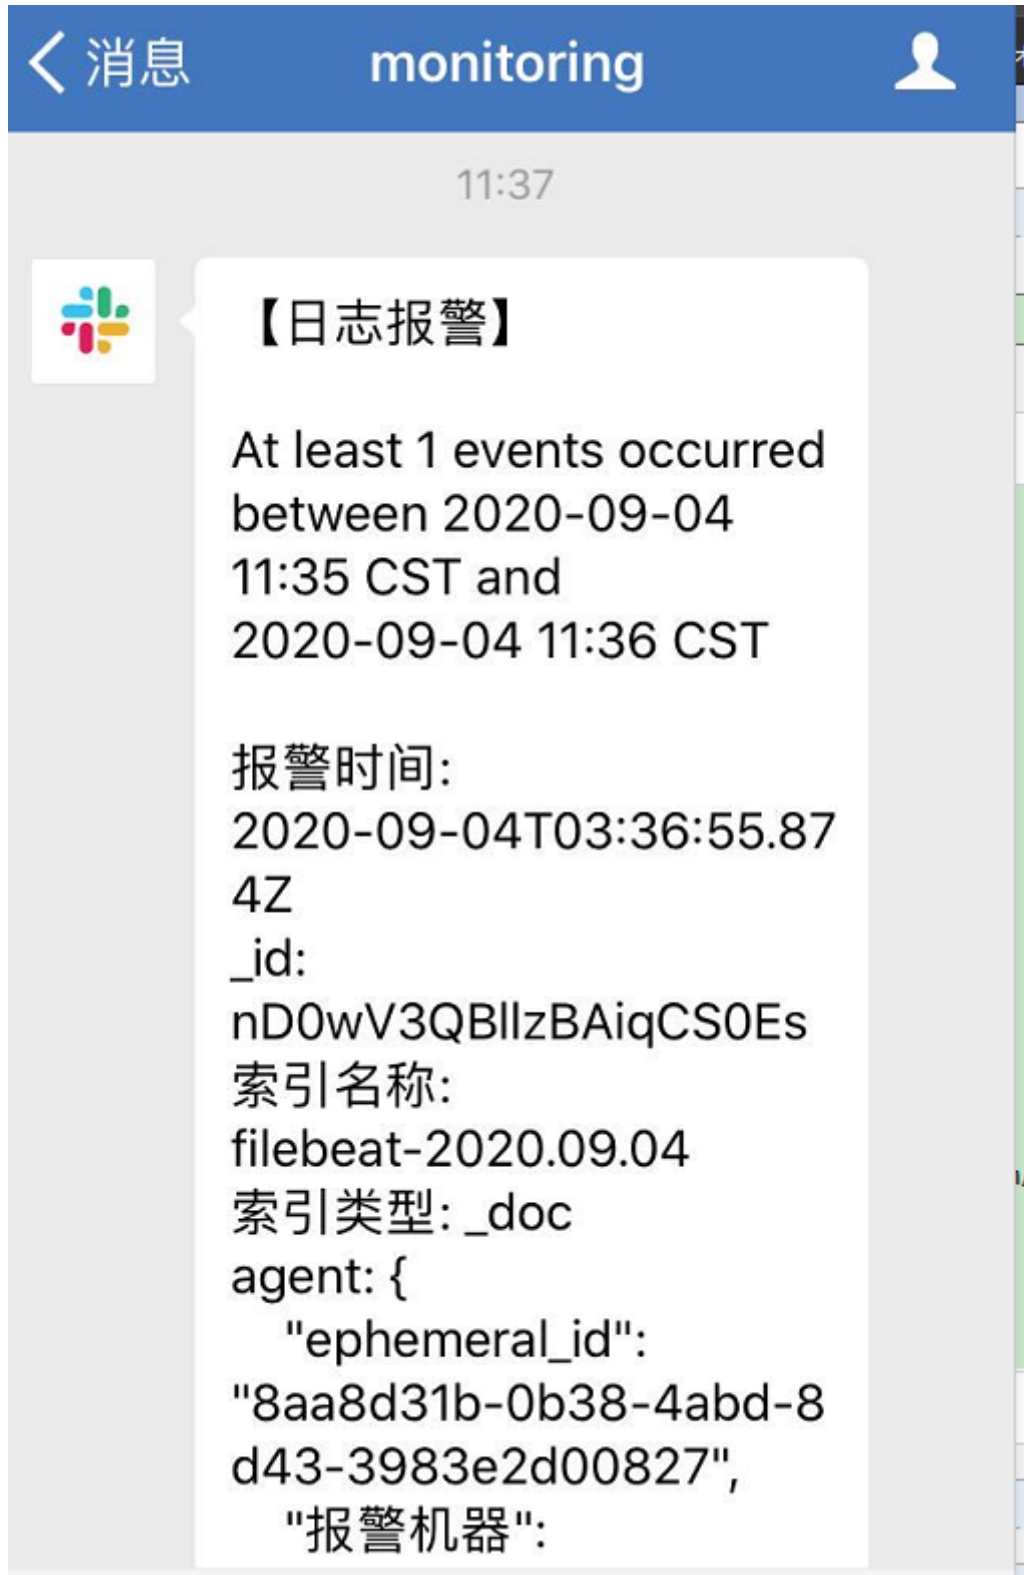 消息
monitoring
11:37
【日志报警】
At least 1 events occurred
between 2020-09-04
11:35 CST and
2020-09-04 11:36 CST
报警时间:
2020-09-04T03:36:55.87
4Z
_id:
nD0wV3QBllzBAiqCS0Es
索引名称:
filebeat-2020.09.04
索引类型: _doc
agent: {
"ephemeral_id":
"8aa8d31b-0b38-4abd-8
d43-3983e2d00827",
"报警机器":